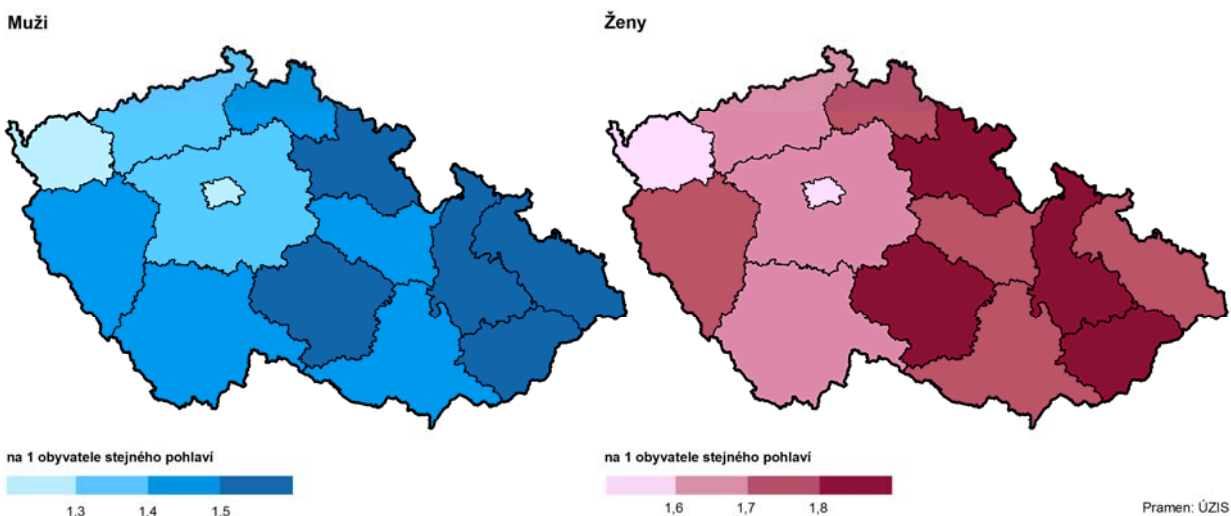 Muži
Ženy
na 1 obyvatele stejného pohlaví
1.3 1.4 1.5
na 1 obyvatele stejného pohlaví
1,6 1,7 1,8
Pramen: ÚZIS